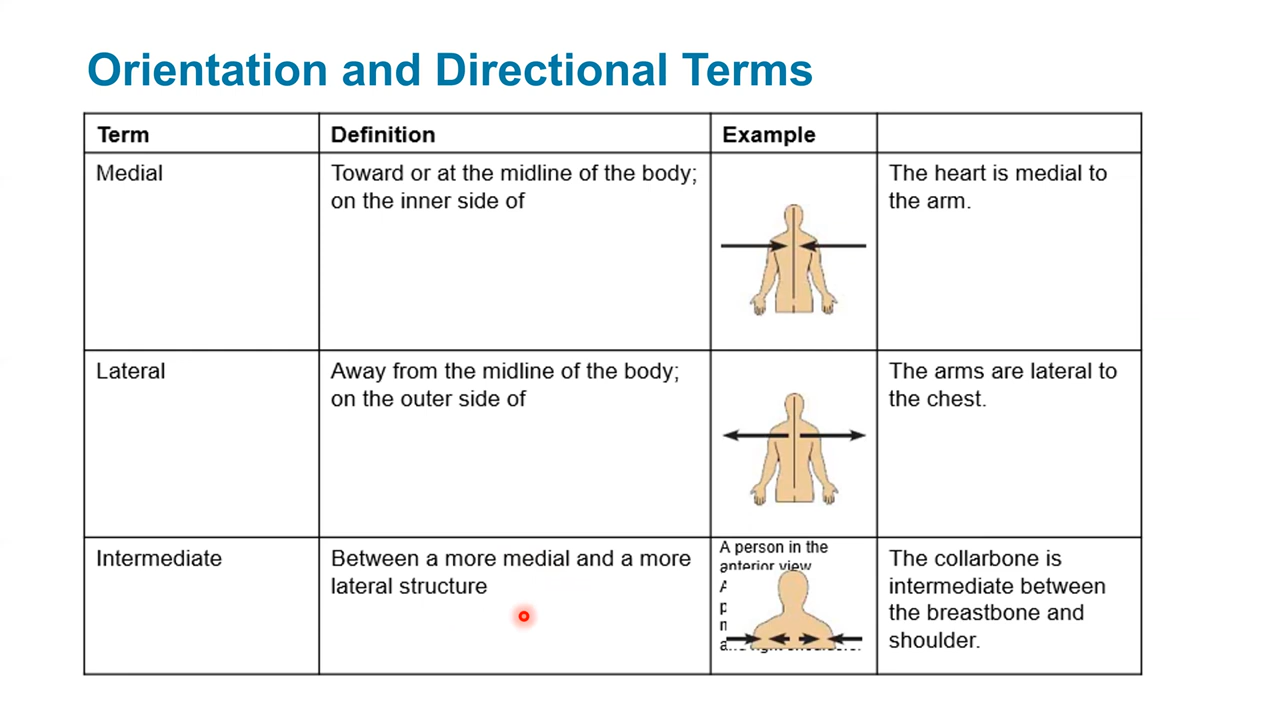 Orientation and Directional Terms
Term
Definition
Example
Medial
Toward or at the midline of the body;
on the inner side of
The heart is medial to
the arm.
Lateral
Away from the midline of the body;
on the outer side of
The arms are lateral to
the chest.
Intermediate
Between a more medial and a more
lateral structure
A person in the
anterior view
The collarbone is
intermediate between
the breastbone and
shoulder.